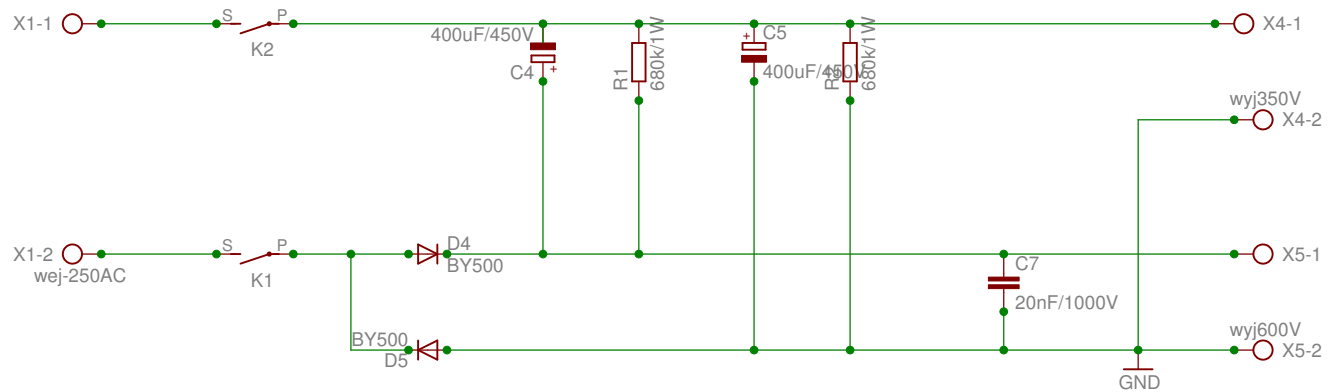 X1-1
S
P
K2
400uF/450V
C4
+
R1
680k/1W
+
C5
400uF/450V
680k/1W
X4-1
wyj350V
X4-2
X1-2
wej-250AC
S
P
K1
D4
BY500
BY500
D5
C7
20nF/1000V
X5-1
wyj600V
X5-2
GND